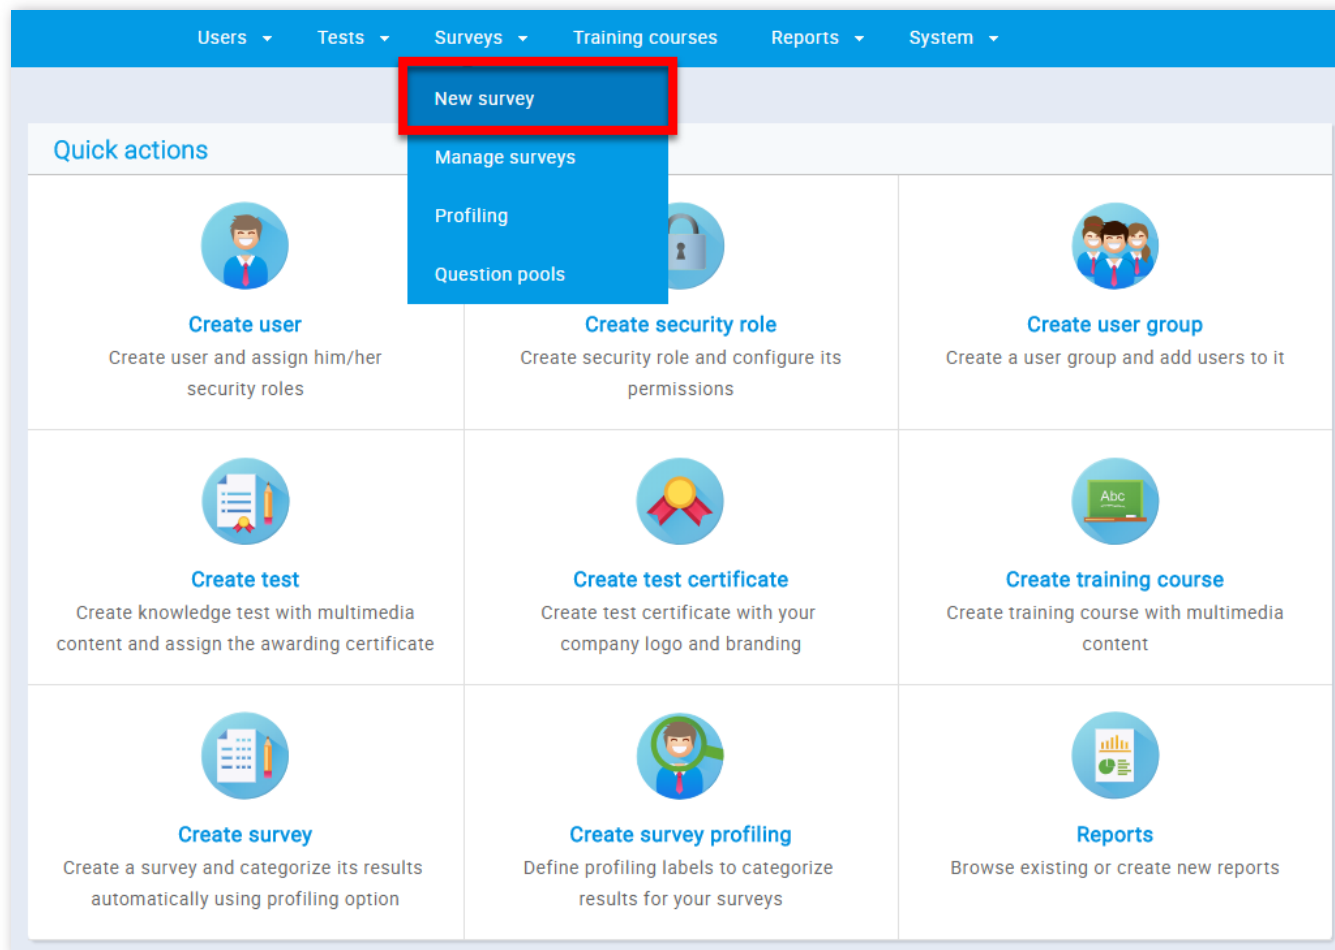 Users
Tests
Surveys
Training courses
Reports
System
New survey
Manage surveys
Profiling
Question pools
Quick actions
Create user
Create user and assign him/her
security roles
Create security role
Create security role and configure its
permissions
Create user group
Create a user group and add users to it
Create test
Create knowledge test with multimedia
content and assign the awarding certificate
Create test certificate
Create test certificate with your
company logo and branding
Abc
Create training course
Create training course with multimedia
content
Create survey
Create a survey and categorize its results
automatically using profiling option
Create survey profiling
Define profiling labels to categorize
results for your surveys
Reports
Browse existing or create new reports